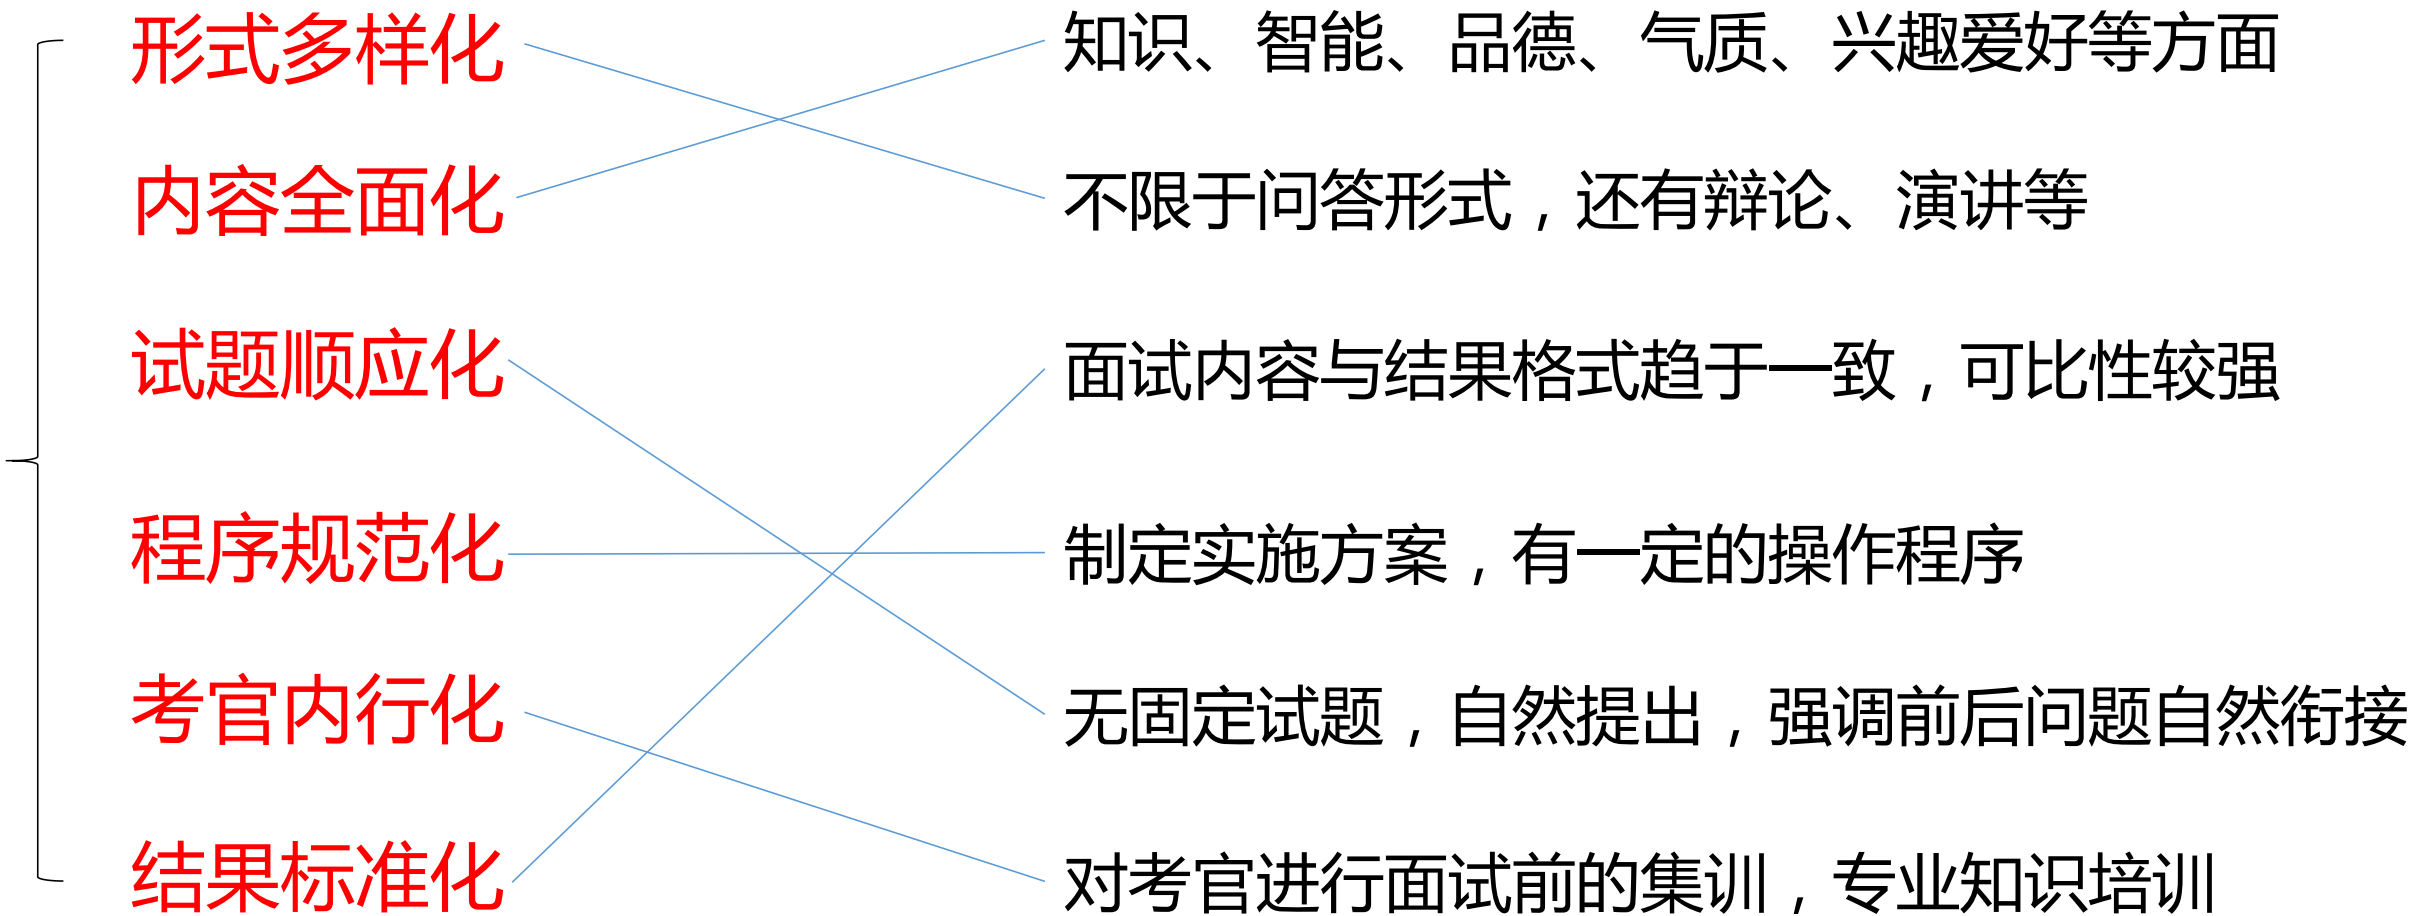 形式多样化
知识、智能、品德、气质、兴趣爱好等方面
内容全面化
不限于问答形式，还有辩论、演讲等
试题顺应化
面试内容与结果格式趋于一致，可比性较强
程序规范化
制定实施方案，有一定的操作程序
考官内行化
无固定试题，自然提出，强调前后问题自然衔接
结果标准化
对考官进行面试前的集训，专业知识培训